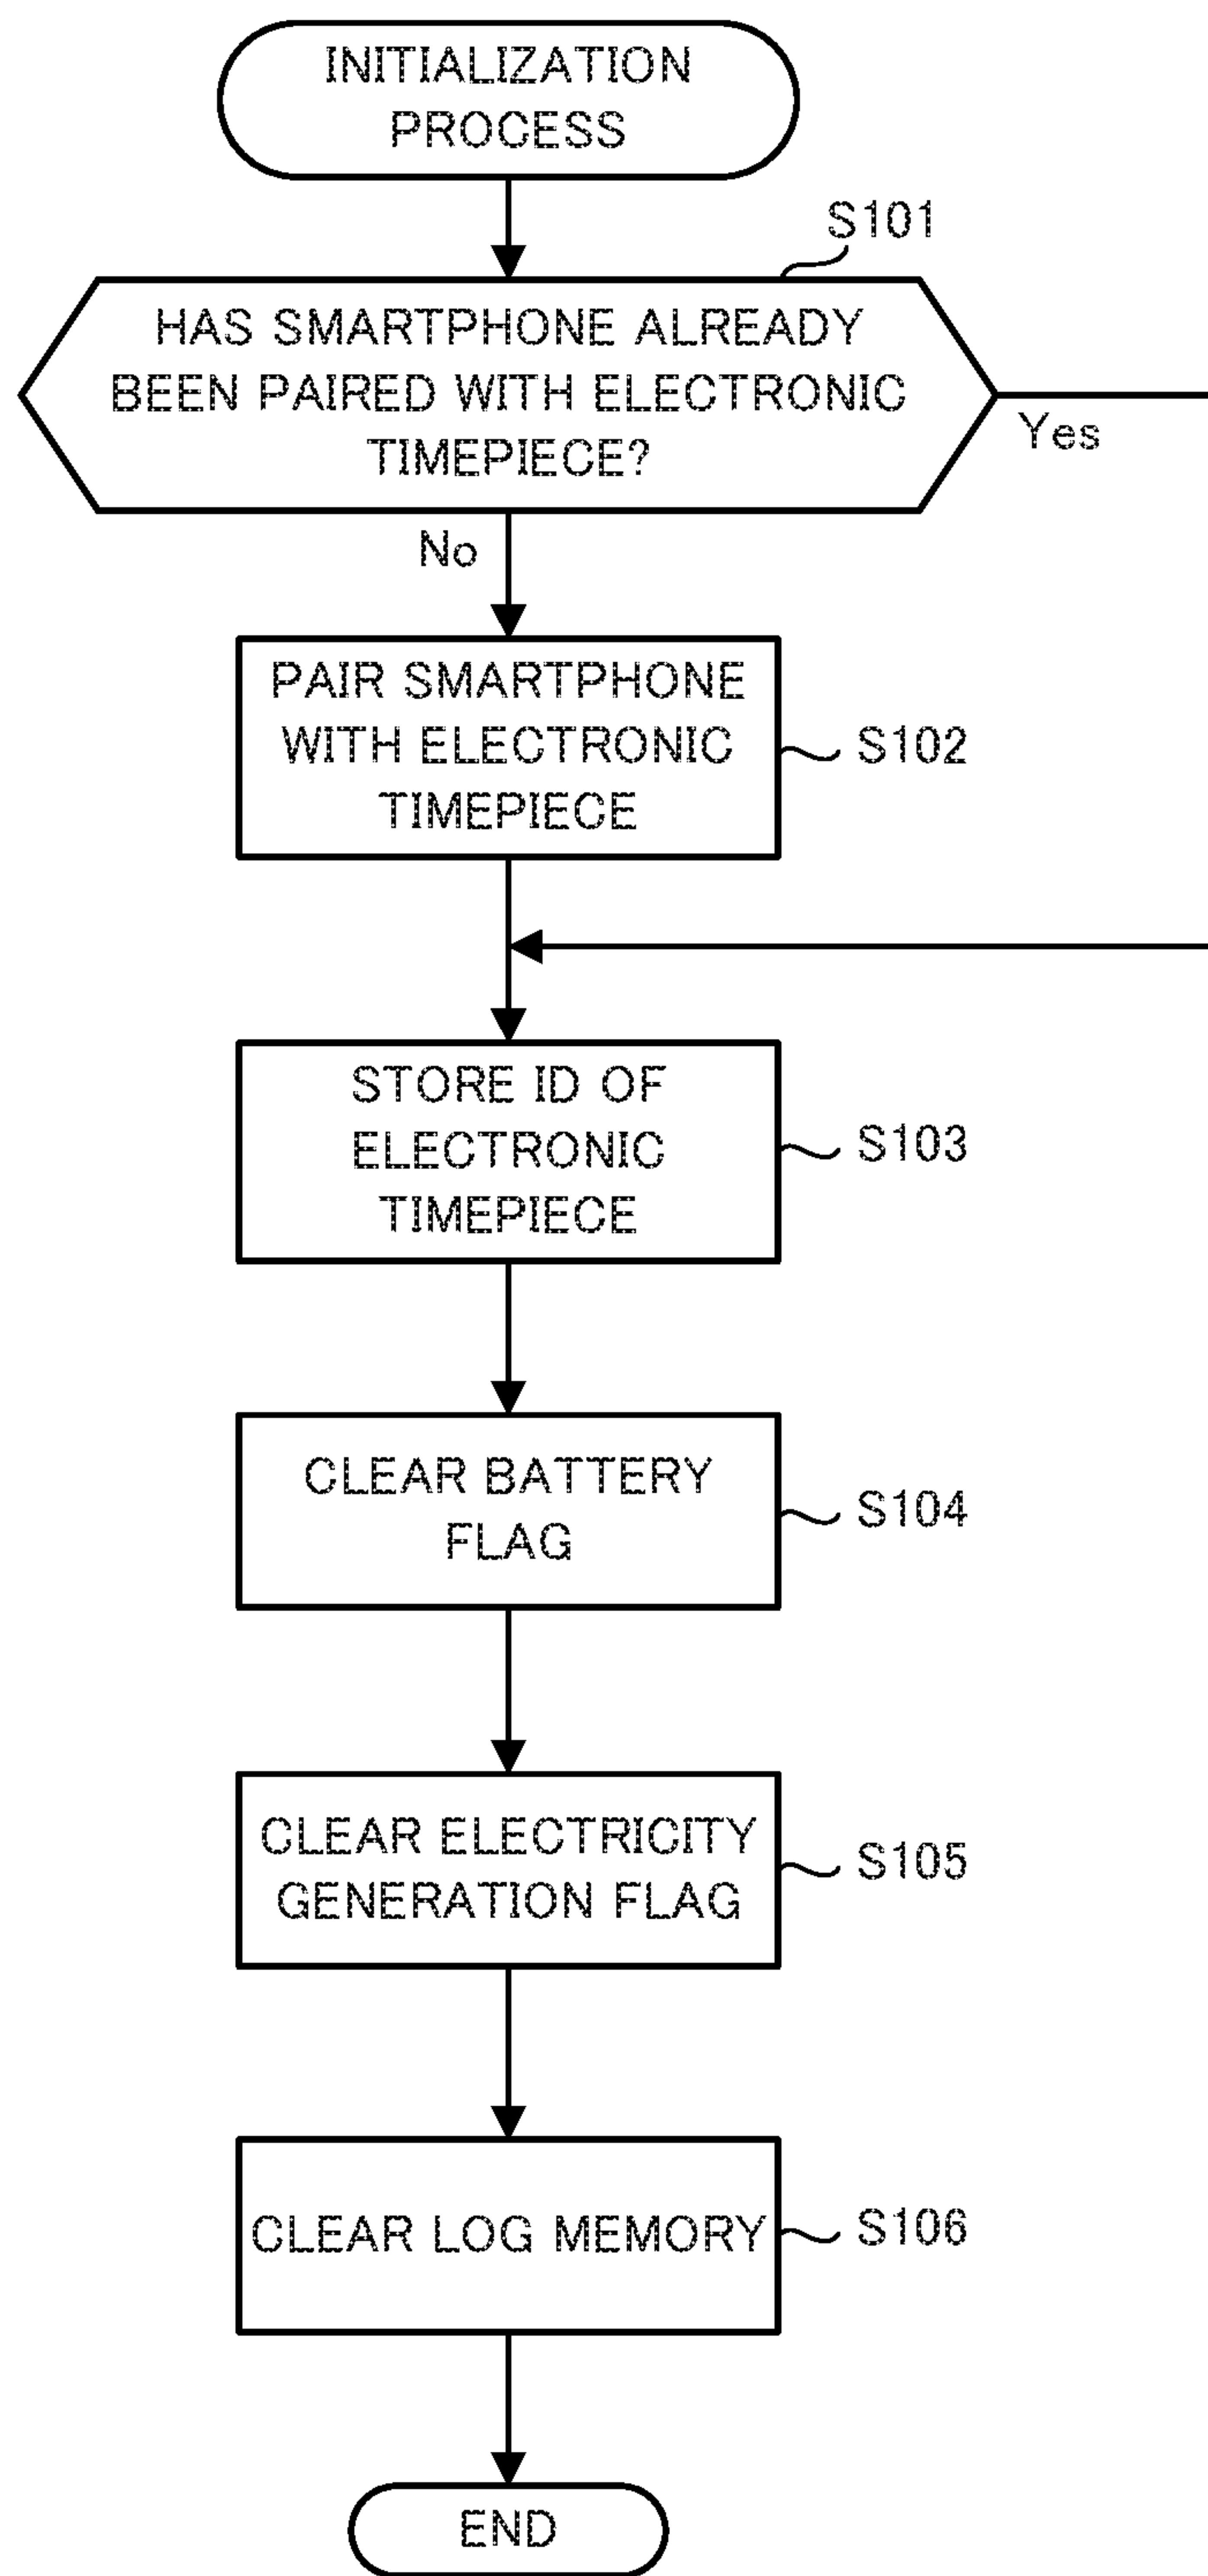 INITIALIZATION
PROCESS
S101
HAS SMARTPHONE ALREADY
BEEN PAIRED WITH ELECTRONIC
TIMEPIECE?
Yes
No
PAIR SMARTPHONE
WITH ELECTRONIC
TIMEPIECE
S102
STORE ID OF
ELECTRONIC
TIMEPIECE
S103
CLEAR BATTERY
FLAG
S104
CLEAR ELECTRICITY
GENERATION FLAG
S105
CLEAR LOG MEMORY
S106
END